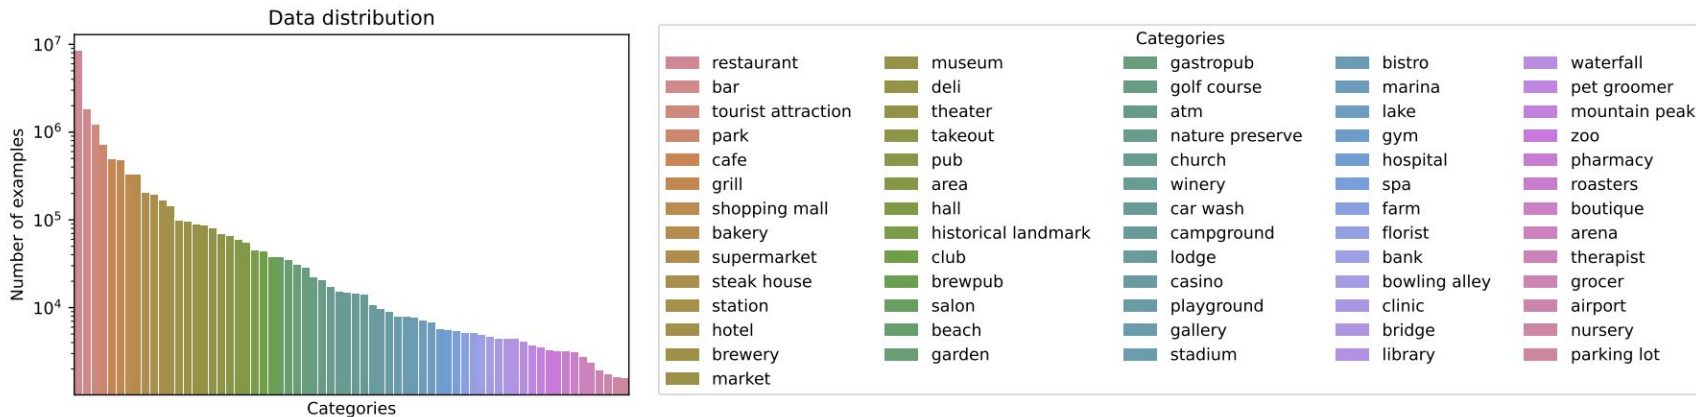 Data distribution
Number of examples
10^7
10^6
10^5
10^4
Categories
Categories
restaurant
bar
tourist attraction
park
cafe
grill
shopping mall
bakery
supermarket
steak house
station
hotel
brewery
market
museum
deli
theater
takeout
pub
area
hall
historical landmark
club
brewpub
salon
beach
garden
gastropub
golf course
atm
nature preserve
church
winery
car wash
campground
lodge
casino
playground
gallery
stadium
bistro
marina
lake
gym
hospital
spa
farm
florist
bank
bowling alley
clinic
bridge
library
waterfall
pet groomer
mountain peak
zoo
pharmacy
roasters
boutique
arena
therapist
grocer
airport
nursery
parking lot